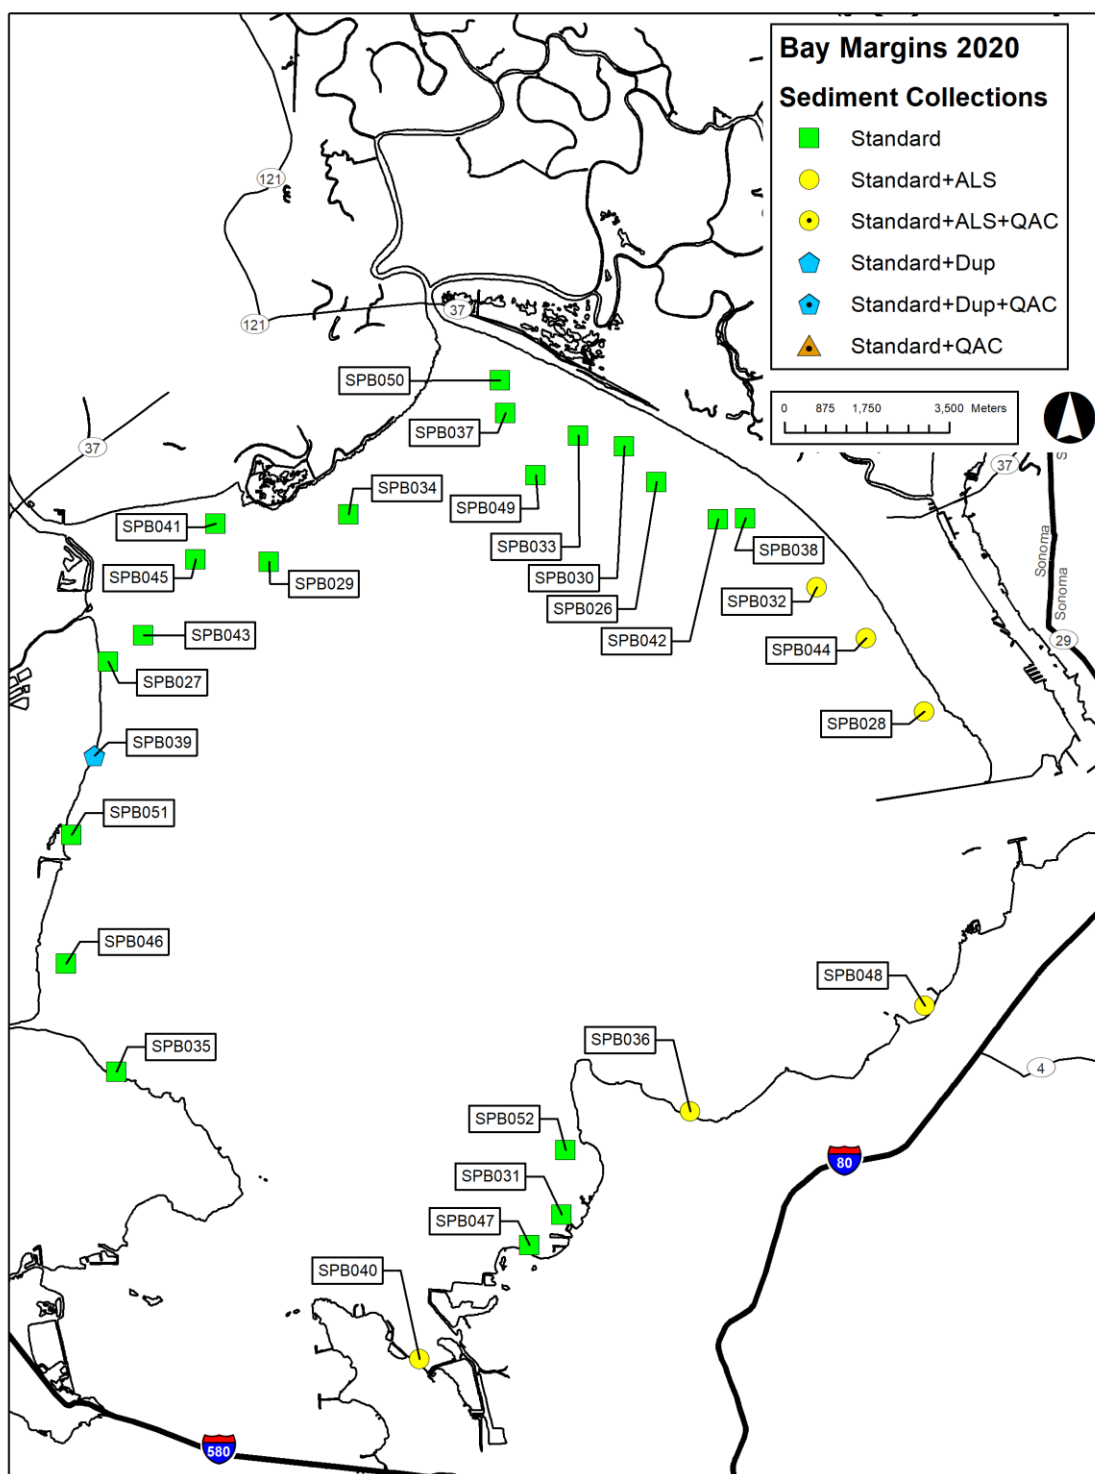 Bay Margins 2020
Sediment Collections
Standard
Standard+ALS
Standard+ALS+QAC
Standard+Dup
Standard+Dup+QAC
Standard+QAC
0 875 1,750 3,500 Meters
121
121
37
37
37
29
4
80
580
Sonoma
Sonoma
SPB050
SPB037
SPB034
SPB049
SPB041
SPB033
SPB038
SPB045
SPB029
SPB030
SPB032
SPB026
SPB042
SPB043
SPB044
SPB027
SPB028
SPB039
SPB051
SPB046
SPB048
SPB036
SPB035
SPB052
SPB031
SPB047
SPB040